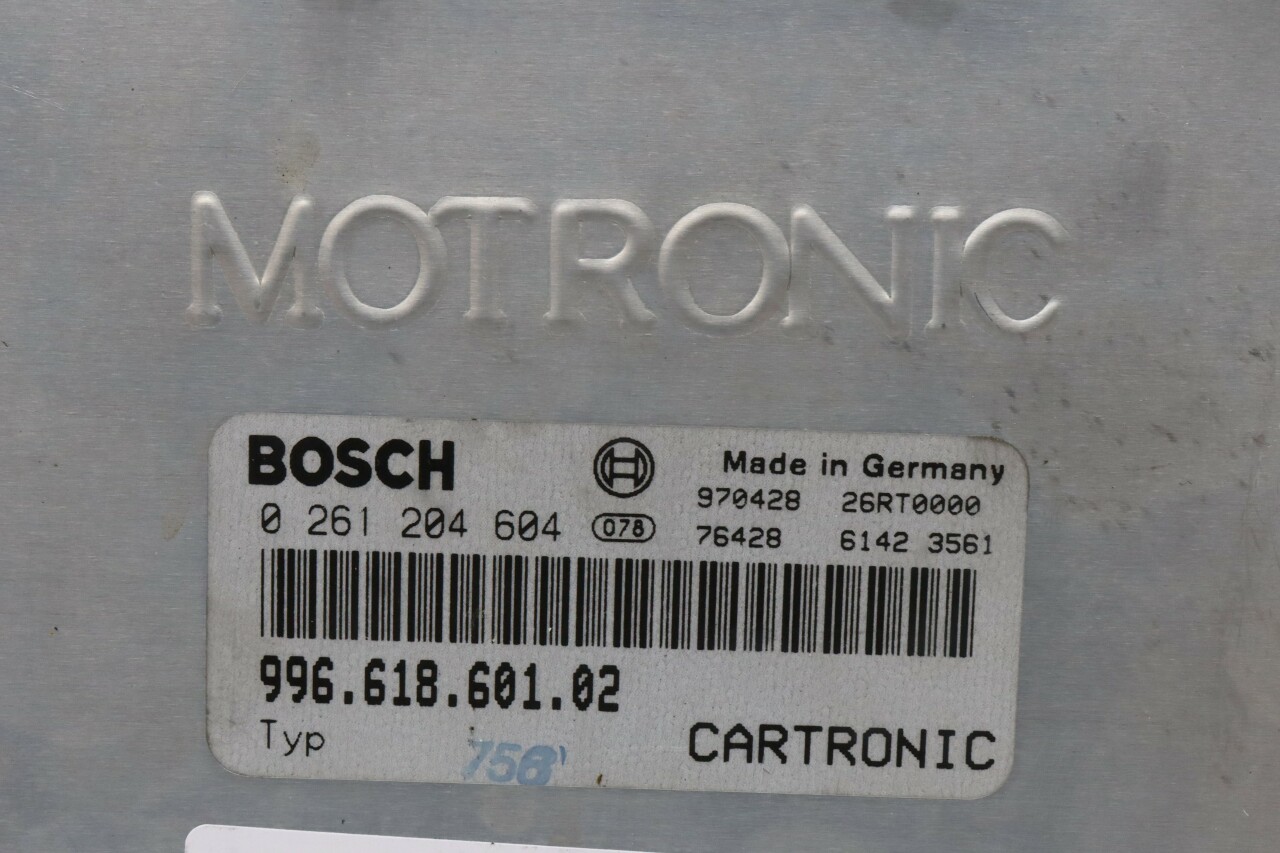 MOTRONIC
BOSCH
Made in Germany
970428 26RT0000
0 261 204 604 078
76428 6142 3561
996.618.601.02
Typ
CARTRONIC